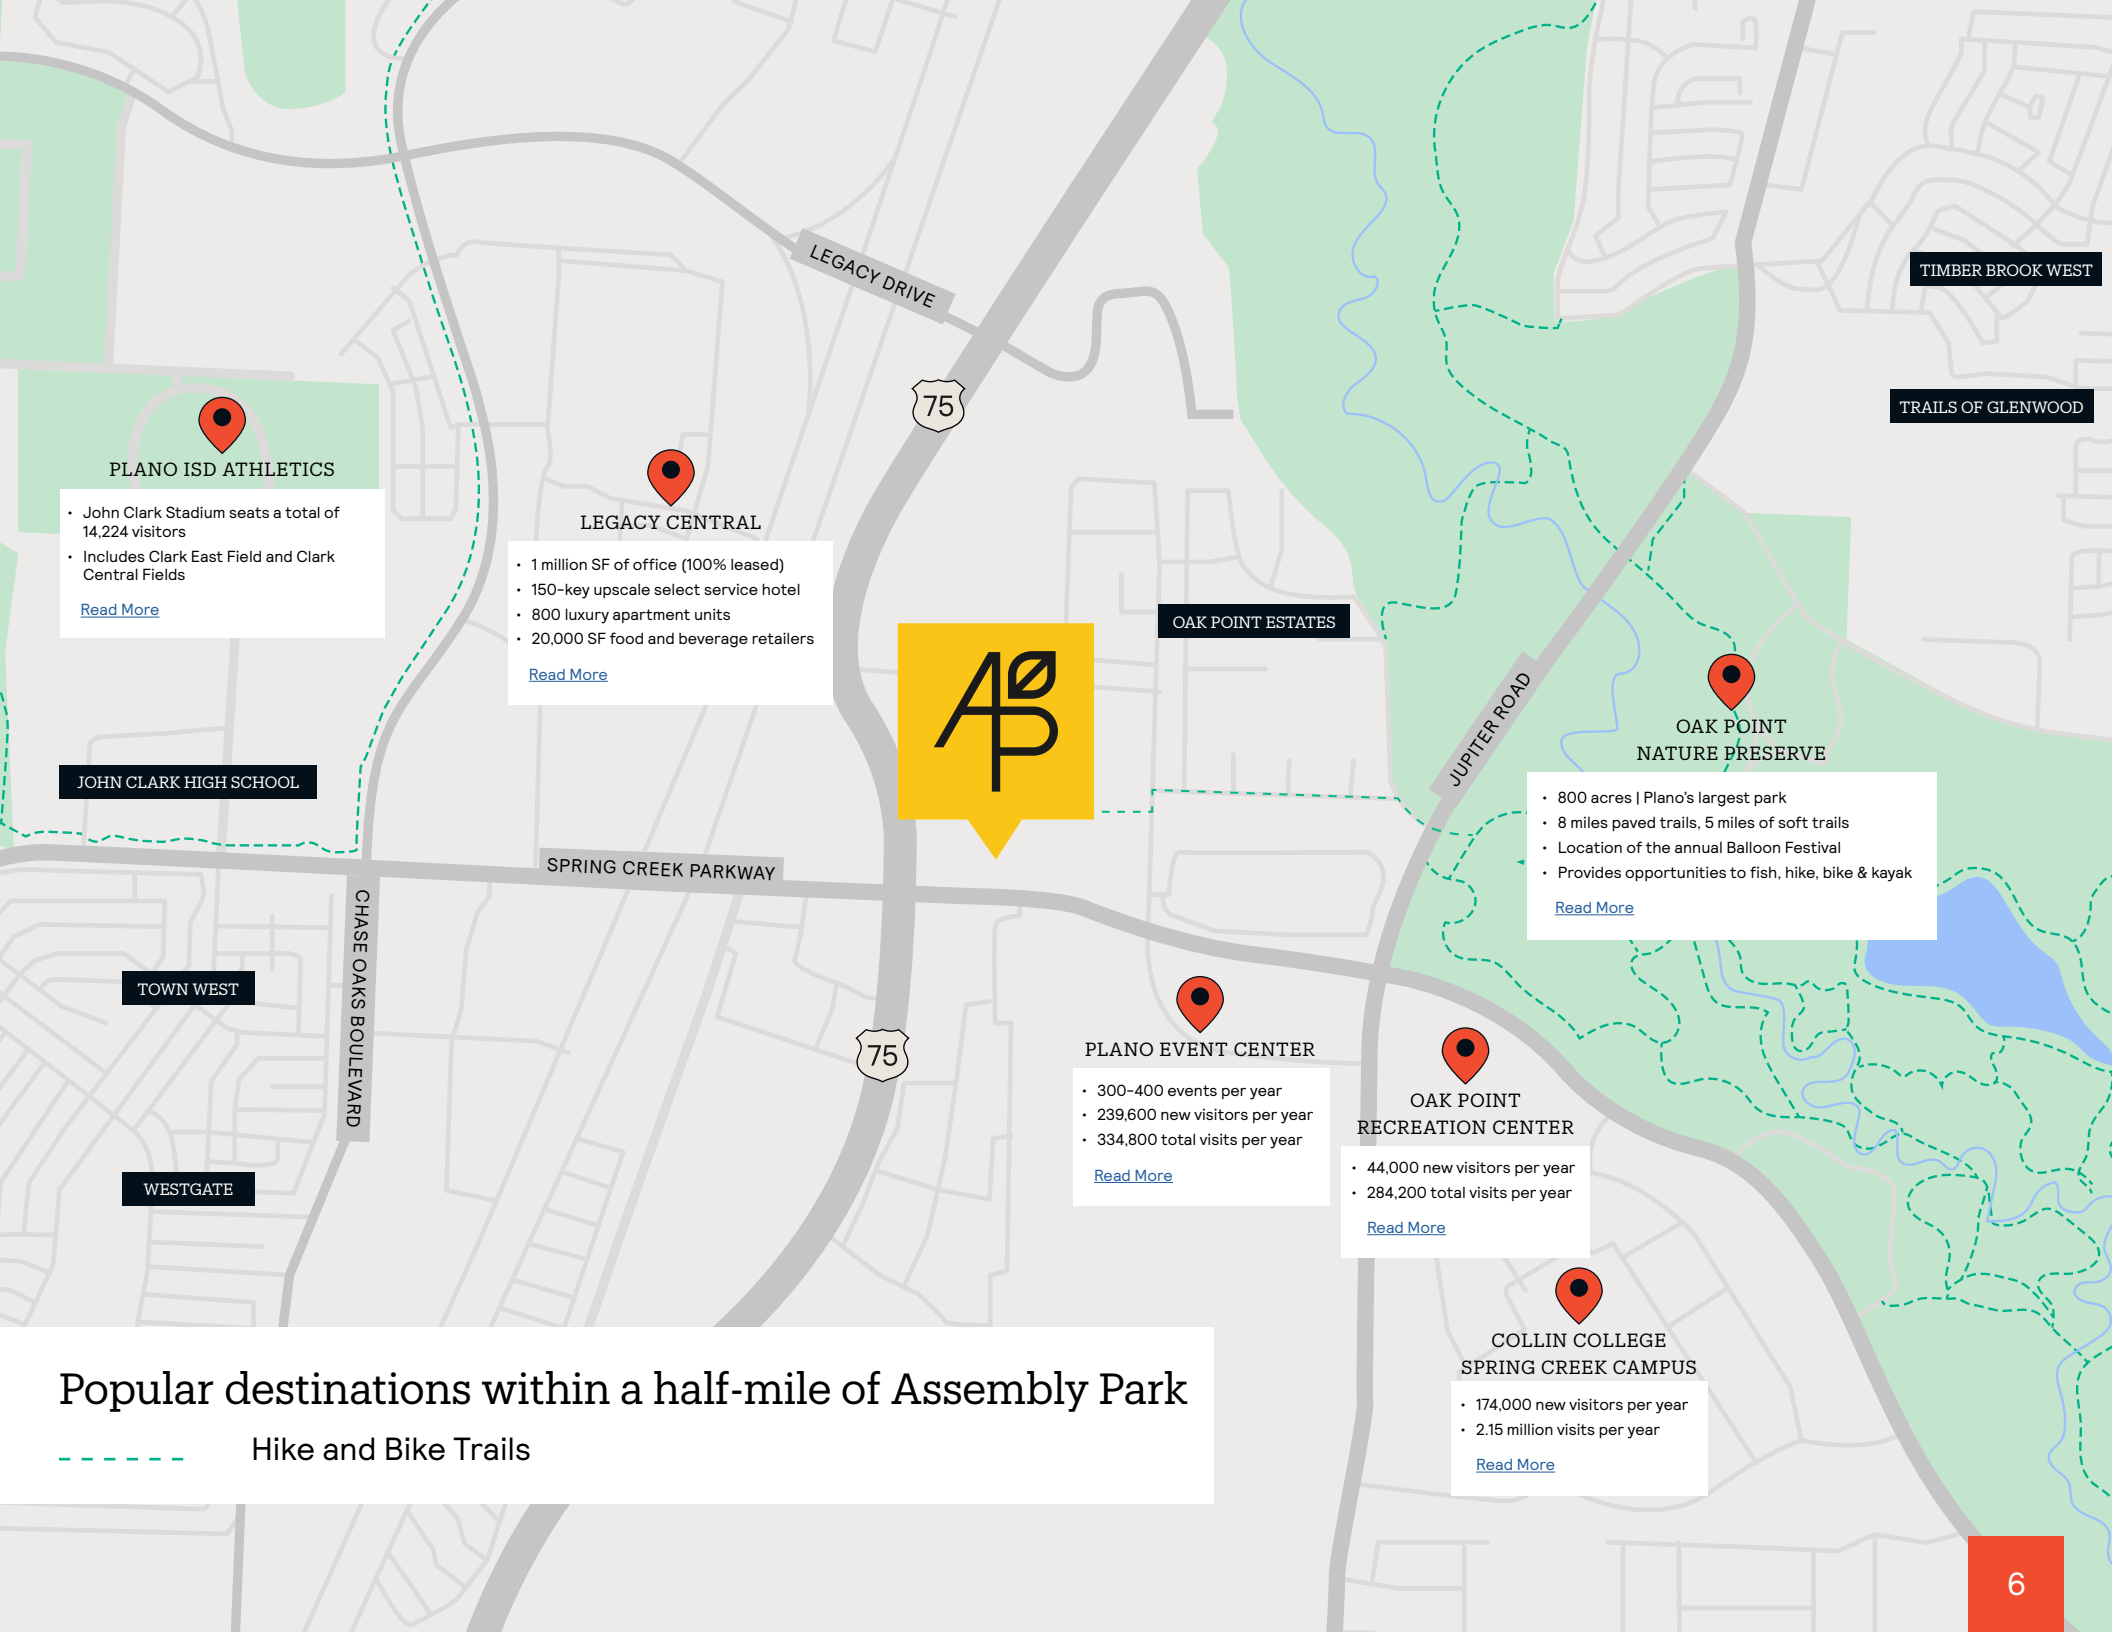 LEGACY DRIVE
TIMBER BROOK WEST
75
TRAILS OF GLENWOOD
PLANO ISD ATHLETICS
• John Clark Stadium seats a total of
14,224 visitors
• Includes Clark East Field and Clark
Central Fields
Read More
LEGACY CENTRAL
• 1 million SF of office (100% leased)
• 150-key upscale select service hotel
• 800 luxury apartment units
• 20,000 SF food and beverage retailers
Read More
OAK POINT ESTATES
AP
JUPITER ROAD
OAK POINT
NATURE PRESERVE
• 800 acres | Plano’s largest park
• 8 miles paved trails, 5 miles of soft trails
• Location of the annual Balloon Festival
• Provides opportunities to fish, hike, bike & kayak
Read More
JOHN CLARK HIGH SCHOOL
SPRING CREEK PARKWAY
CHASE OAKS BOULEVARD
TOWN WEST
75
WESTGATE
PLANO EVENT CENTER
• 300-400 events per year
• 239,600 new visitors per year
• 334,800 total visits per year
Read More
OAK POINT
RECREATION CENTER
• 44,000 new visitors per year
• 284,200 total visits per year
Read More
COLLIN COLLEGE
SPRING CREEK CAMPUS
• 174,000 new visitors per year
• 2.15 million visits per year
Read More
Popular destinations within a half-mile of Assembly Park
Hike and Bike Trails
6